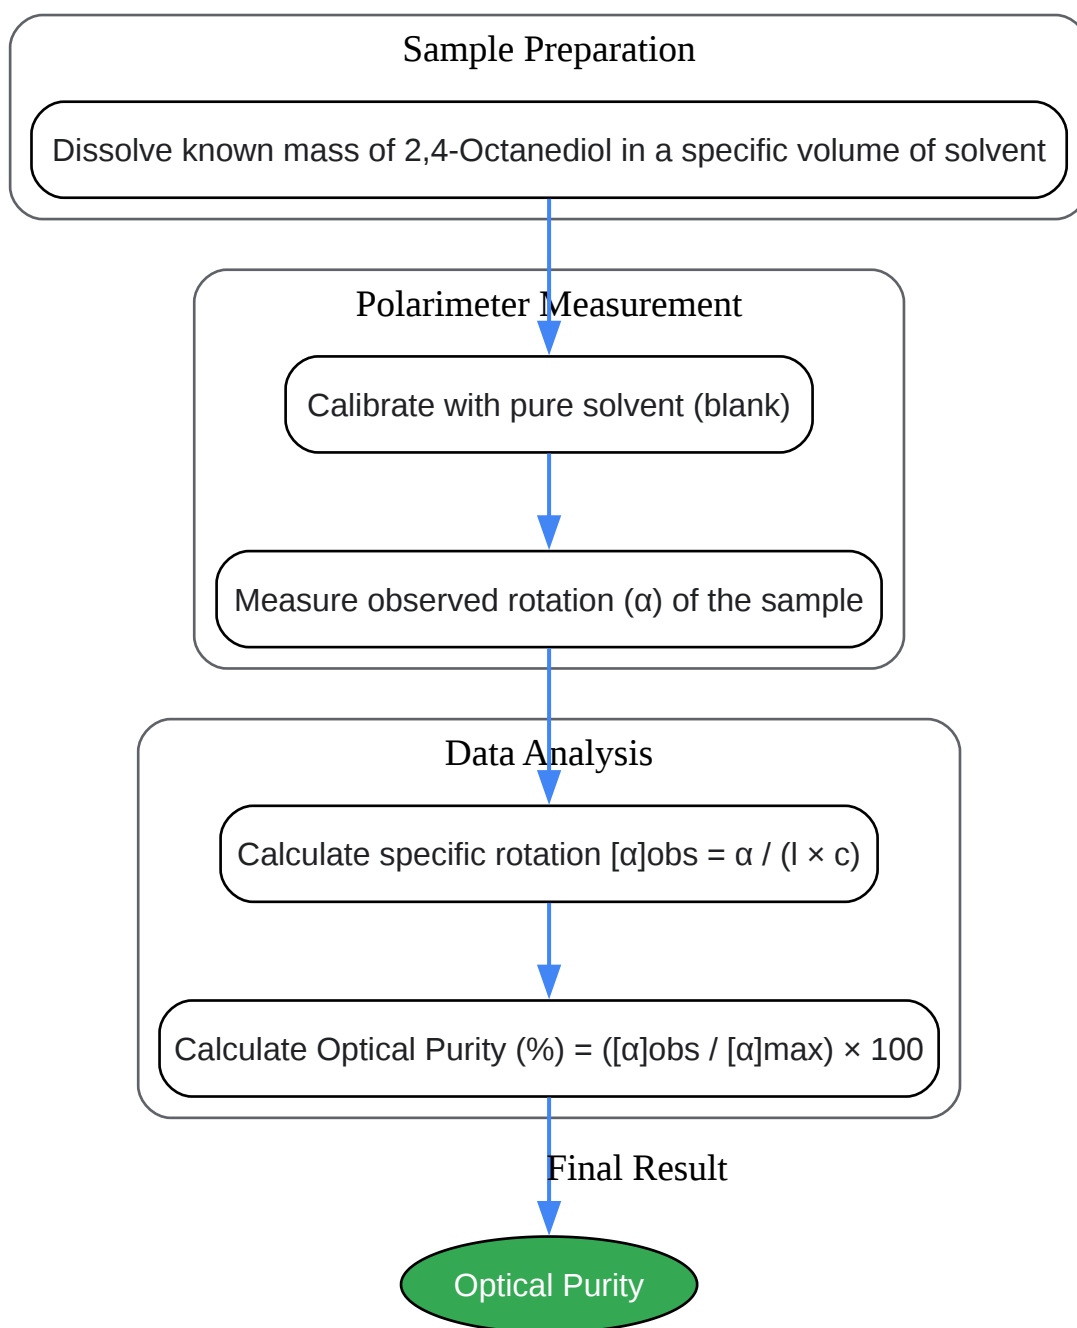 Sample Preparation
Dissolve known mass of 2,4-Octanediol in a specific volume of solvent
Polarimeter Measurement
Calibrate with pure solvent (blank)
Measure observed rotation (α) of the sample
Data Analysis
Calculate specific rotation [α]obs = α / (l × c)
Calculate Optical Purity (%) = ([α]obs / [α]max) × 100
Final Result
Optical Purity